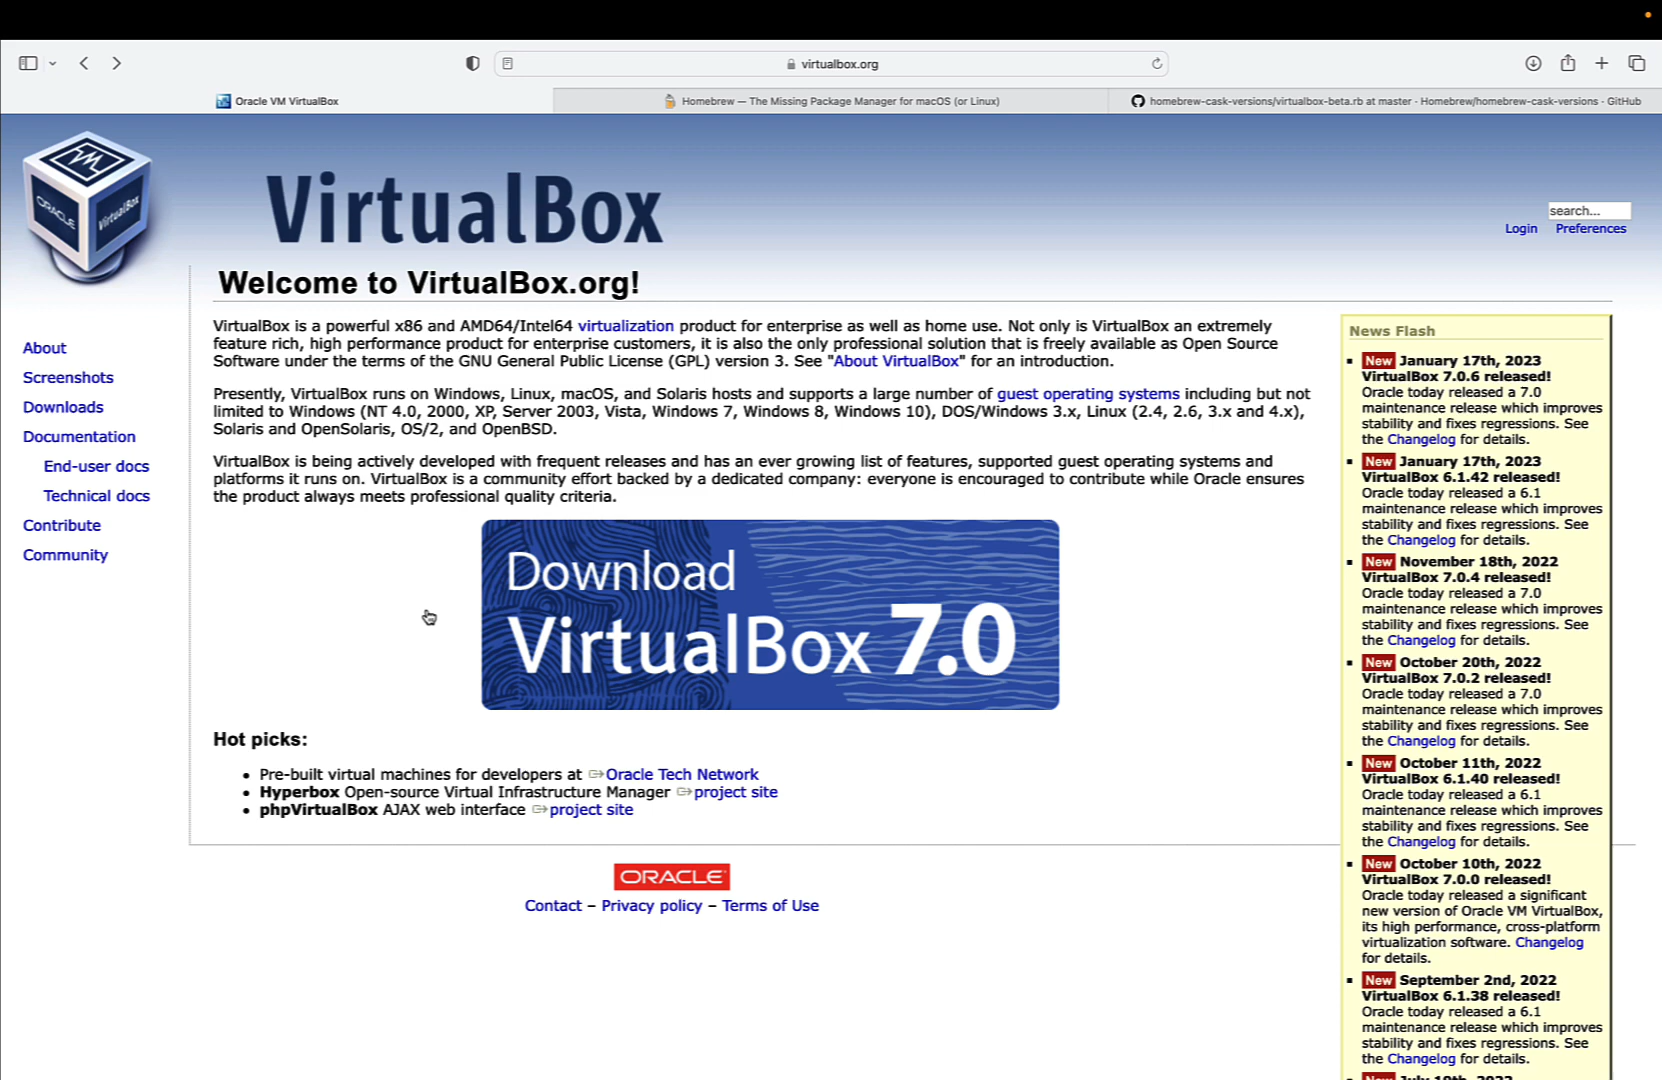 virtualbox.org
Oracle VM VirtualBox
Homebrew — The Missing Package Manager for macOS (or Linux)
homebrew-cask-versions/virtualbox-beta.rb at master · Homebrew/homebrew-cask-versions · GitHub
ORACLE
VirtualBox
VirtualBox
search...
Login Preferences
Welcome to VirtualBox.org!
About
Screenshots
Downloads
Documentation
End-user docs
Technical docs
Contribute
Community
VirtualBox is a powerful x86 and AMD64/Intel64 virtualization product for enterprise as well as home use. Not only is VirtualBox an extremely
feature rich, high performance product for enterprise customers, it is also the only professional solution that is freely available as Open Source
Software under the terms of the GNU General Public License (GPL) version 3. See "About VirtualBox" for an introduction.
Presently, VirtualBox runs on Windows, Linux, macOS, and Solaris hosts and supports a large number of guest operating systems including but not
limited to Windows (NT 4.0, 2000, XP, Server 2003, Vista, Windows 7, Windows 8, Windows 10), DOS/Windows 3.x, Linux (2.4, 2.6, 3.x and 4.x),
Solaris and OpenSolaris, OS/2, and OpenBSD.
VirtualBox is being actively developed with frequent releases and has an ever growing list of features, supported guest operating systems and
platforms it runs on. VirtualBox is a community effort backed by a dedicated company: everyone is encouraged to contribute while Oracle ensures
the product always meets professional quality criteria.
Download
VirtualBox 7.0
Hot picks:
• Pre-built virtual machines for developers at Oracle Tech Network
• Hyperbox Open-source Virtual Infrastructure Manager project site
• phpVirtualBox AJAX web interface project site
ORACLE
Contact – Privacy policy – Terms of Use
News Flash
New January 17th, 2023
VirtualBox 7.0.6 released!
Oracle today released a 7.0
maintenance release which improves
stability and fixes regressions. See
the Changelog for details.
New January 17th, 2023
VirtualBox 6.1.42 released!
Oracle today released a 6.1
maintenance release which improves
stability and fixes regressions. See
the Changelog for details.
New November 18th, 2022
VirtualBox 7.0.4 released!
Oracle today released a 7.0
maintenance release which improves
stability and fixes regressions. See
the Changelog for details.
New October 20th, 2022
VirtualBox 7.0.2 released!
Oracle today released a 7.0
maintenance release which improves
stability and fixes regressions. See
the Changelog for details.
New October 11th, 2022
VirtualBox 6.1.40 released!
Oracle today released a 6.1
maintenance release which improves
stability and fixes regressions. See
the Changelog for details.
New October 10th, 2022
VirtualBox 7.0.0 released!
Oracle today released a significant
new version of Oracle VM VirtualBox,
its high performance, cross-platform
virtualization software. Changelog
for details.
New September 2nd, 2022
VirtualBox 6.1.38 released!
Oracle today released a 6.1
maintenance release which improves
stability and fixes regressions. See
the Changelog for details.